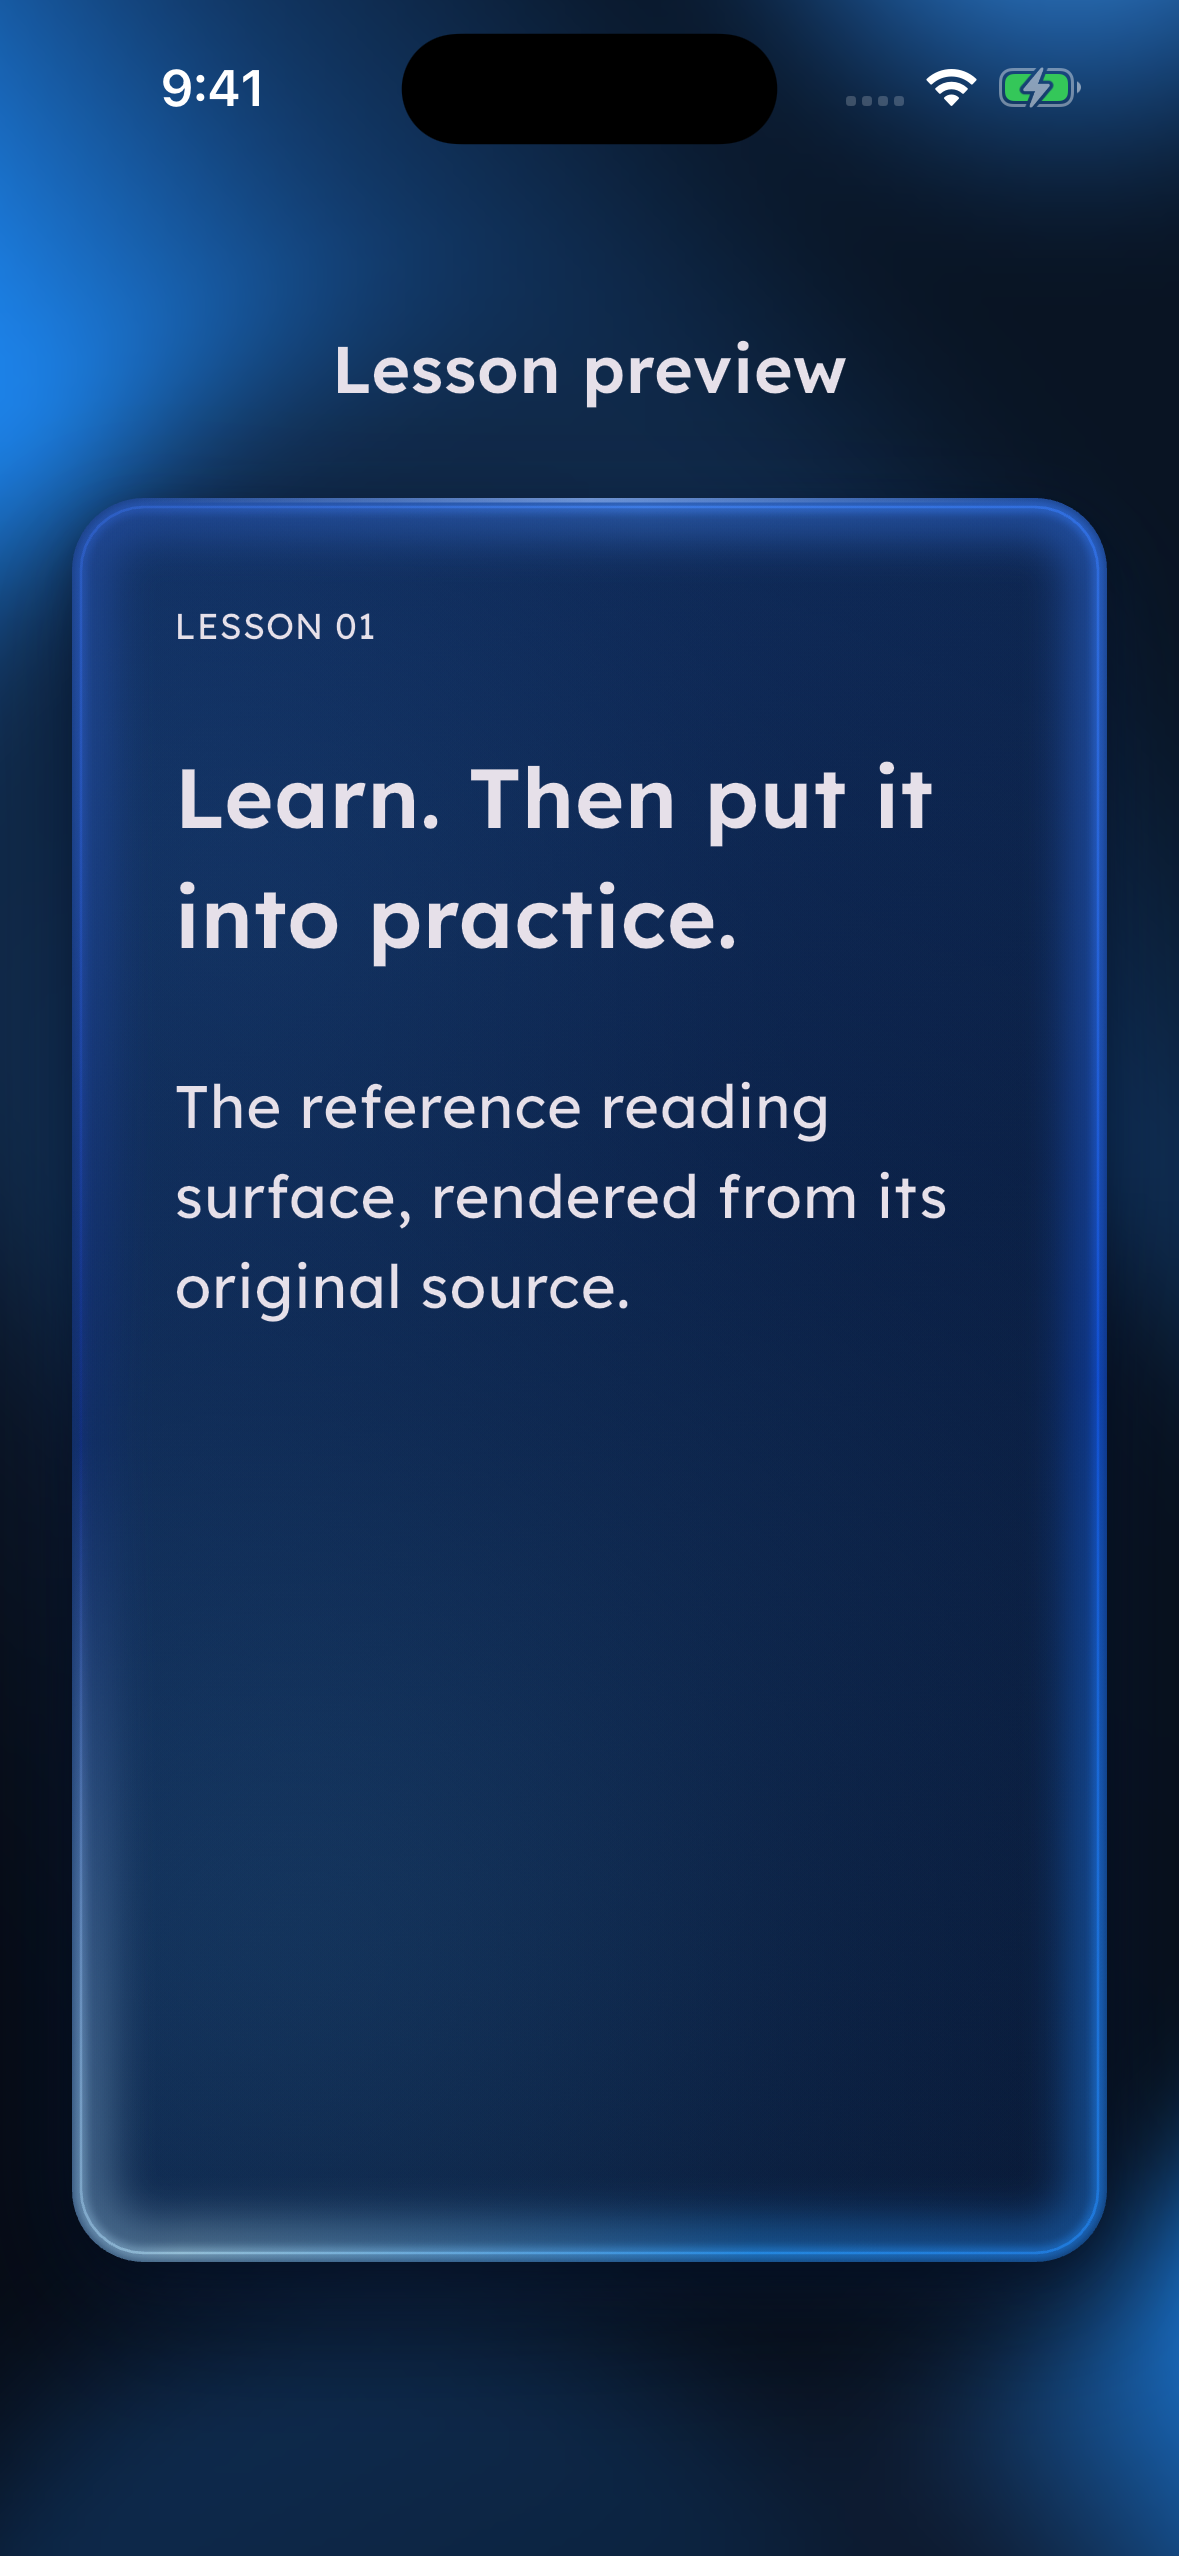 9:41
Lesson preview
LESSON 01
Learn. Then put it
into practice.
The reference reading
surface, rendered from its
original source.